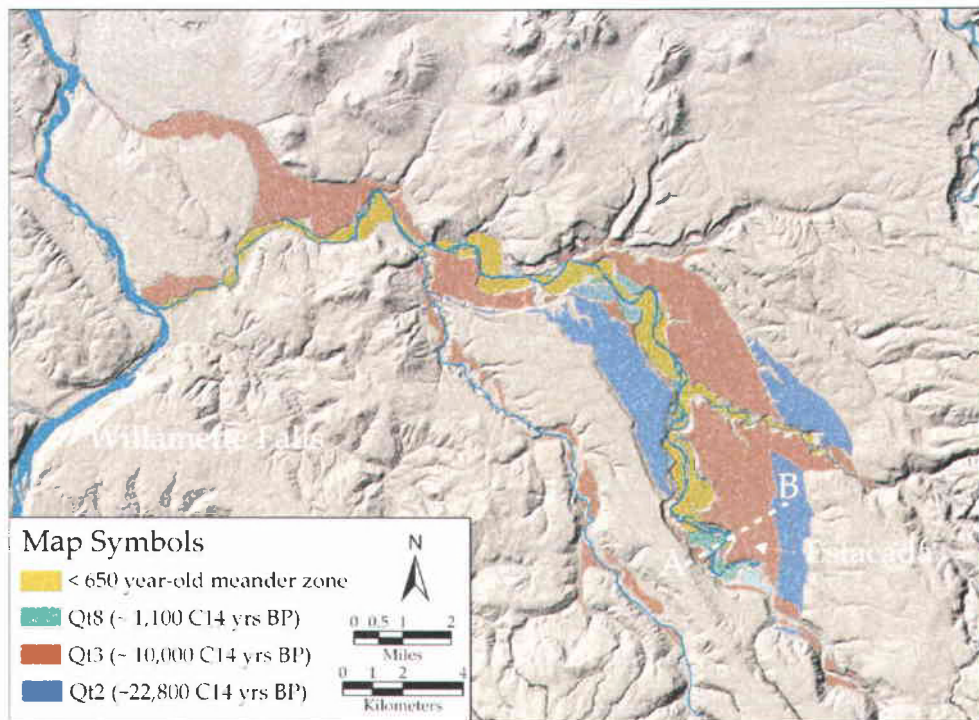 Willamette Falls
B
A
Estacada
Map Symbols
< 650 year-old meander zone
Qt8 (~ 1,100 C14 yrs BP)
Qt3 (~ 10,000 C14 yrs BP)
Qt2 (~22,800 C14 yrs BP)
N
0 0.5 1 2
Miles
0 1 2 4
Kilometers